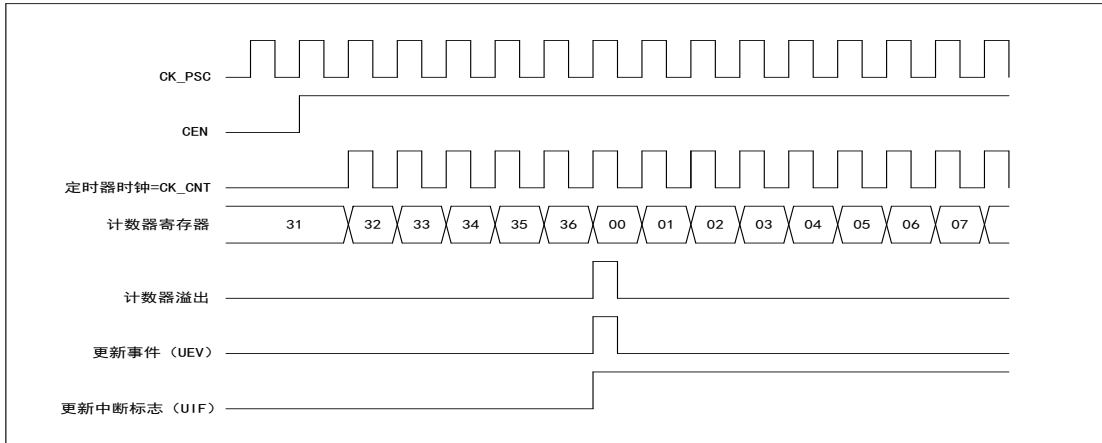 CK_PSC
CEN
定时器时钟=CK_CNT
计数器寄存器 31 32 33 34 35 36 00 01 02 03 04 05 06 07
计数器溢出
更新事件（UEV）
更新中断标志（UIF）